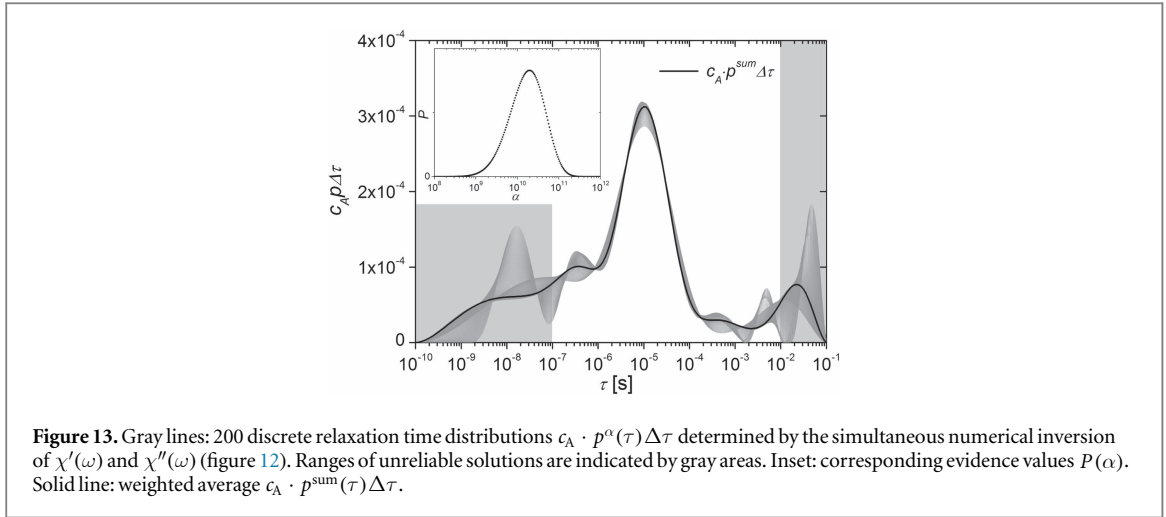 4x10⁻⁴
3x10⁻⁴
2x10⁻⁴
1x10⁻⁴
0
c_A pΔτ
c_A·p^sum Δτ
P
0
10⁸ 10⁹ 10¹⁰ 10¹¹ 10¹²
α
10⁻¹⁰ 10⁻⁹ 10⁻⁸ 10⁻⁷ 10⁻⁶ 10⁻⁵ 10⁻⁴ 10⁻³ 10⁻² 10⁻¹
τ [s]
Figure 13. Gray lines: 200 discrete relaxation time distributions c_A · p^α(τ)Δτ determined by the simultaneous numerical inversion
of χ′(ω) and χ″(ω) (figure 12). Ranges of unreliable solutions are indicated by gray areas. Inset: corresponding evidence values P(α).
Solid line: weighted average c_A · p^sum(τ)Δτ.